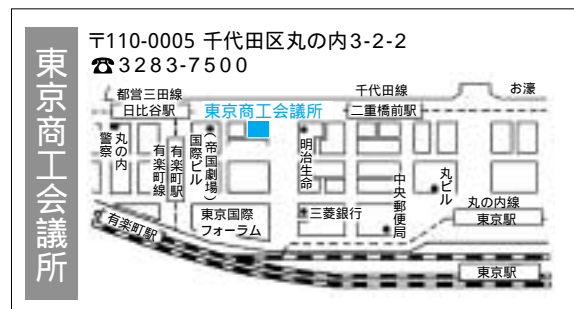 東京商工会議所
〒110-0005 千代田区丸の内3-2-2
☎3283-7500
都営三田線
千代田線
お濠
日比谷駅
東京商工会議所
二重橋前駅
丸の内
警察
有楽町線
有楽町駅
国際ビル
(帝国劇場)
明治生命
中央郵便局
丸ビル
丸の内線
東京駅
東京国際
フォーラム
三菱銀行
有楽町駅
東京駅